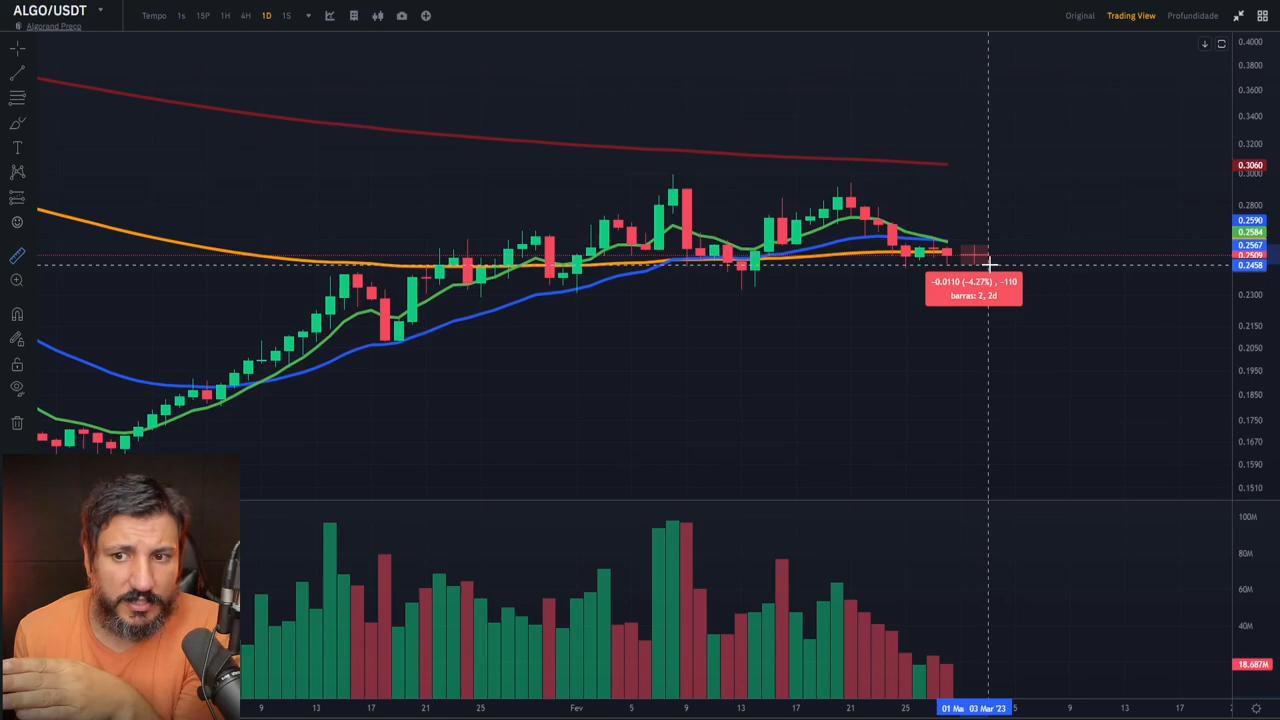 ALGO/USDT
Algorand Preço
Tempo 1s 15P 1H 4H 1D 1S
Original Trading View Profundidade
0.4000
0.3800
0.3600
0.3400
0.3200
0.3060
0.3000
0.2800
0.2590
0.2584
0.2567
0.2509
0.2458
-0.0110 (-4.27%) , -110
barras: 2, 2d
0.2300
0.2150
0.2050
0.1950
0.1850
0.1750
0.1670
0.1590
0.1510
100M
80M
60M
40M
18.687M
9 13 17 21 25 Fev 5 9 13 17 21 25 01 Ma 03 Mar '23 5 9 13 17